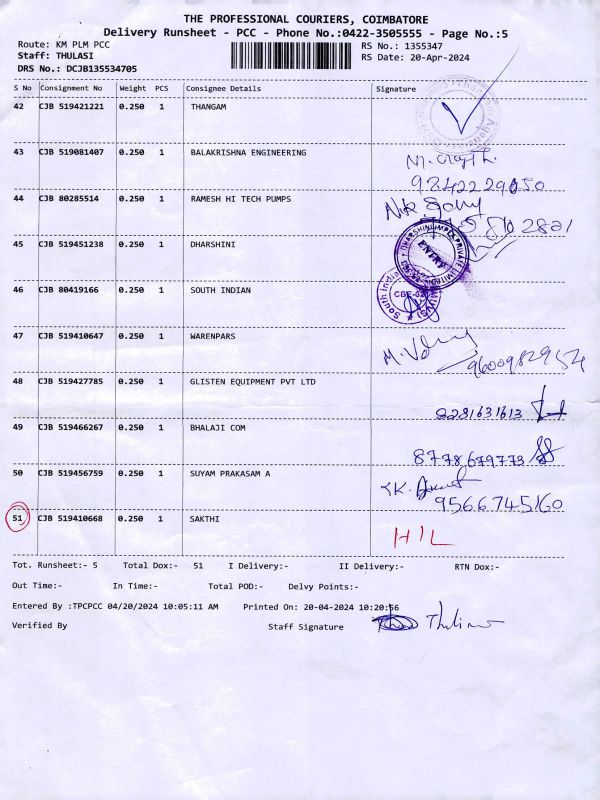 THE PROFESSIONAL COURIERS, COIMBATORE
Delivery Runsheet - PCC - Phone No.:0422-3505555 - Page No.:5
Route: KM PLM PCC RS No.: 1355347
Staff: THULASI RS Date: 20-Apr-2024
DRS No.: DCJB135534705
S No Consignment No Weight PCS Consignee Details Signature
42 CJB 519421221 0.250 1 THANGAM
43 CJB 519081407 0.250 1 BALAKRISHNA ENGINEERING
9842229050
44 CJB 80285514 0.250 1 RAMESH HI TECH PUMPS
45 CJB 519451238 0.250 1 DHARSHINI
ENTRY
46 CJB 80419166 0.250 1 SOUTH INDIAN
South India
47 CJB 519410647 0.250 1 WARENPARS
9600982954
48 CJB 519427785 0.250 1 GLISTEN EQUIPMENT PVT LTD
8281631613
49 CJB 519466267 0.250 1 BHALAJI COM
8778679773
50 CJB 519456759 0.250 1 SUYAM PRAKASAM A
9566745160
51 CJB 519410668 0.250 1 SAKTHI
HIL
Tot. Runsheet:- 5 Total Dox:- 51 I Delivery:- II Delivery:- RTN Dox:-
Out Time:- In Time:- Total POD:- Delvy Points:-
Entered By :TPCPCC 04/20/2024 10:05:11 AM Printed On: 20-04-2024 10:20:56
Verified By Staff Signature